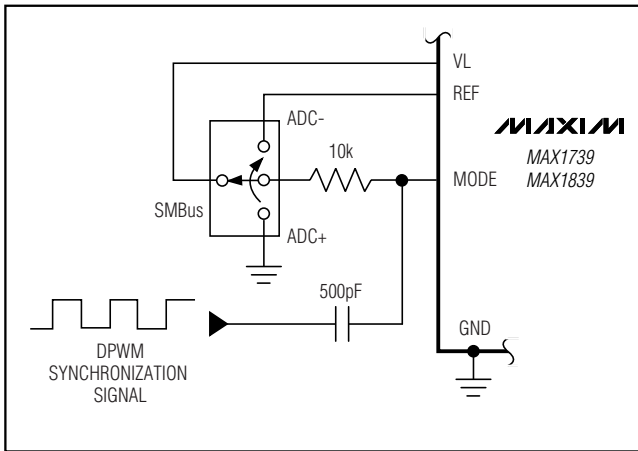 VL
REF
ADC-
MAXIM
10k
MAX1739
MAX1839
MODE
SMBus
ADC+
500pF
GND
DPWM
SYNCHRONIZATION
SIGNAL